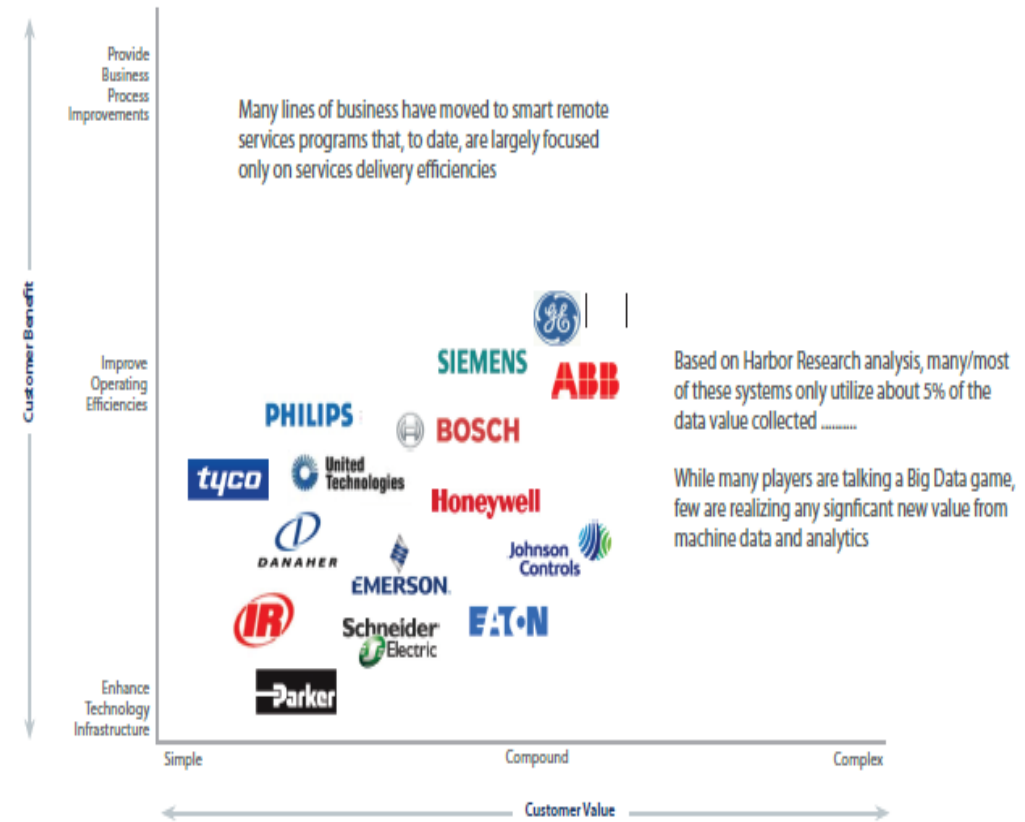 Provide
Business
Process
Improvements
Many lines of business have moved to smart remote
services programs that, to date, are largely focused
only on services delivery efficiencies
Customer Benefit
GE
SIEMENS
ABB
Improve
Operating
Efficiencies
Based on Harbor Research analysis, many/most
of these systems only utilize about 5% of the
data value collected ..........
PHILIPS
BOSCH
tyco
United
Technologies
While many players are talking a Big Data game,
few are realizing any signficant new value from
machine data and analytics
Honeywell
DANAHER
Johnson
Controls
EMERSON.
IR
Schneider
Electric
EATON
Parker
Enhance
Technology
Infrastructure
Simple
Compound
Complex
Customer Value